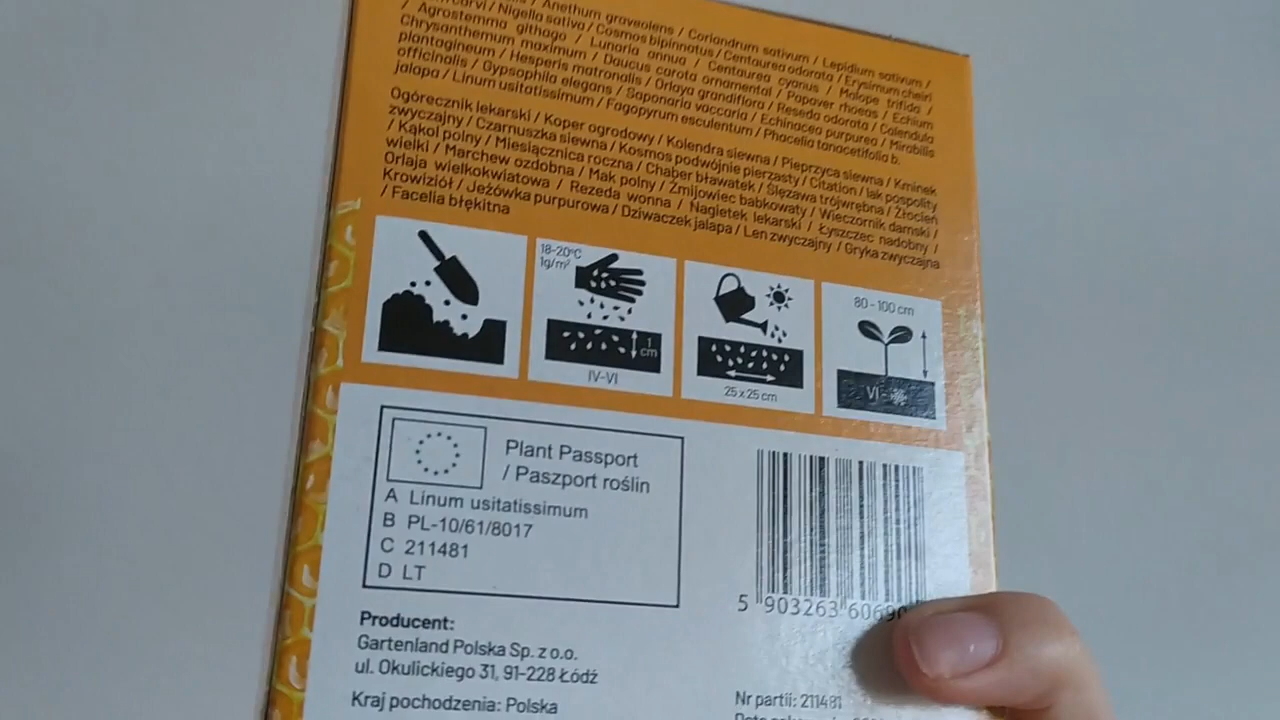 / Anethum graveolens / Coriandrum sativum / Lepidium sativum /
carvi / Nigella sativa / Cosmos bipinnatus / Centaurea odorata / Erysimum cheiri
/ Agrostemma githago / Lunaria annua / Centaurea cyanus / Malope trifida /
Chrysanthemum maximum / Daucus carota ornamental / Papaver rhoeas / Echium
plantagineum / Hesperis matronalis / Orlaya grandiflora / Reseda odorata / Calendula
officinalis / Gypsophila elegans / Saponaria vaccaria / Echinacea purpurea / Mirabilis
jalapa / Linum usitatissimum / Fagopyrum esculentum / Phacelia tanacetifolia b.
Ogórecznik lekarski / Koper ogrodowy / Kolendra siewna / Pieprzyca siewna / Kminek
zwyczajny / Czarnuszka siewna / Kosmos podwójnie pierzasty / Citation / lak pospolity
/ Kąkol polny / Miesiącznica roczna / Chaber bławatek / Ślęzawa trójwrębna / Złocień
wielki / Marchew ozdobna / Mak polny / Żmijowiec babkowaty / Wieczornik damski /
Orlaja wielkokwiatowa / Rezeda wonna / Nagietek lekarski / Łyszczec nadobny /
Krowiziół / Jeżówka purpurowa / Dziwaczek jalapa / Len zwyczajny / Gryka zwyczajna
/ Facelia błękitna
18-20°C
1g/m²
1
cm
IV-VI
25 x 25 cm
80 - 100 cm
VI -
Plant Passport
/ Paszport roślin
A Linum usitatissimum
B PL-10/61/8017
C 211481
D LT
5 903263 60690
Producent:
Gartenland Polska Sp. z o.o.
ul. Okulickiego 31, 91-228 Łódź
Kraj pochodzenia: Polska
Nr partii: 211481